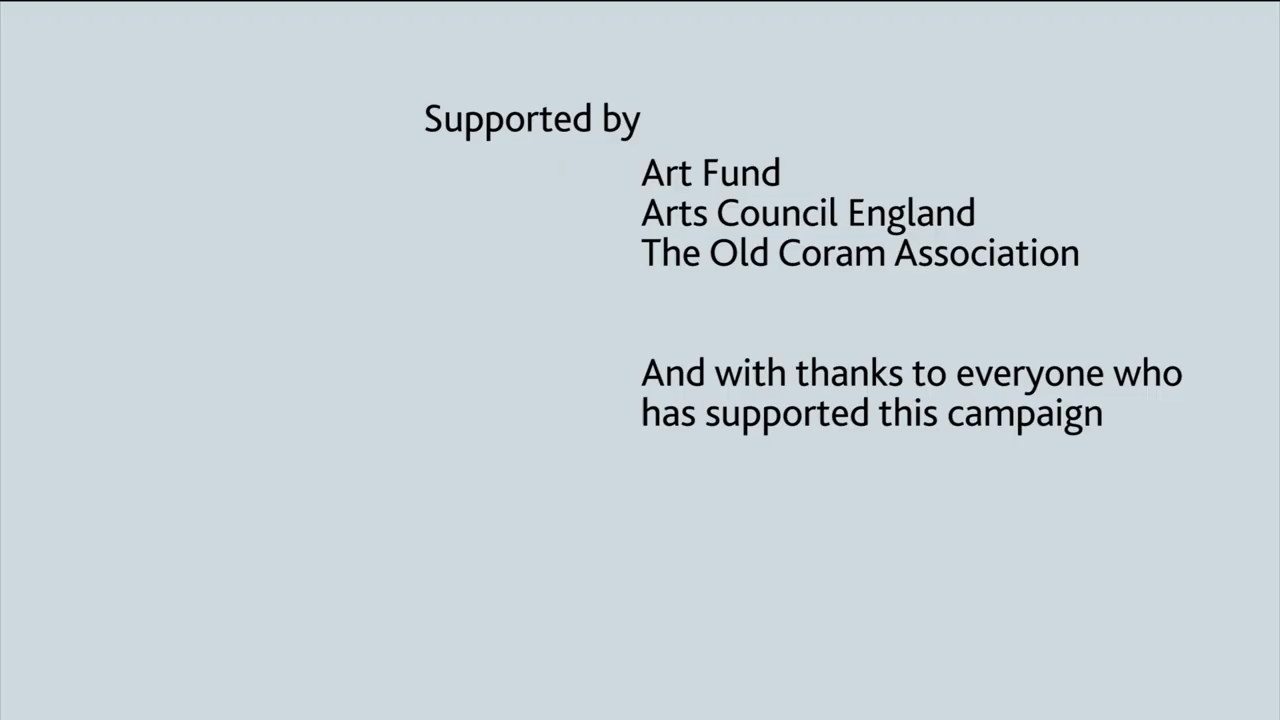 Supported by
Art Fund
Arts Council England
The Old Coram Association
And with thanks to everyone who
has supported this campaign